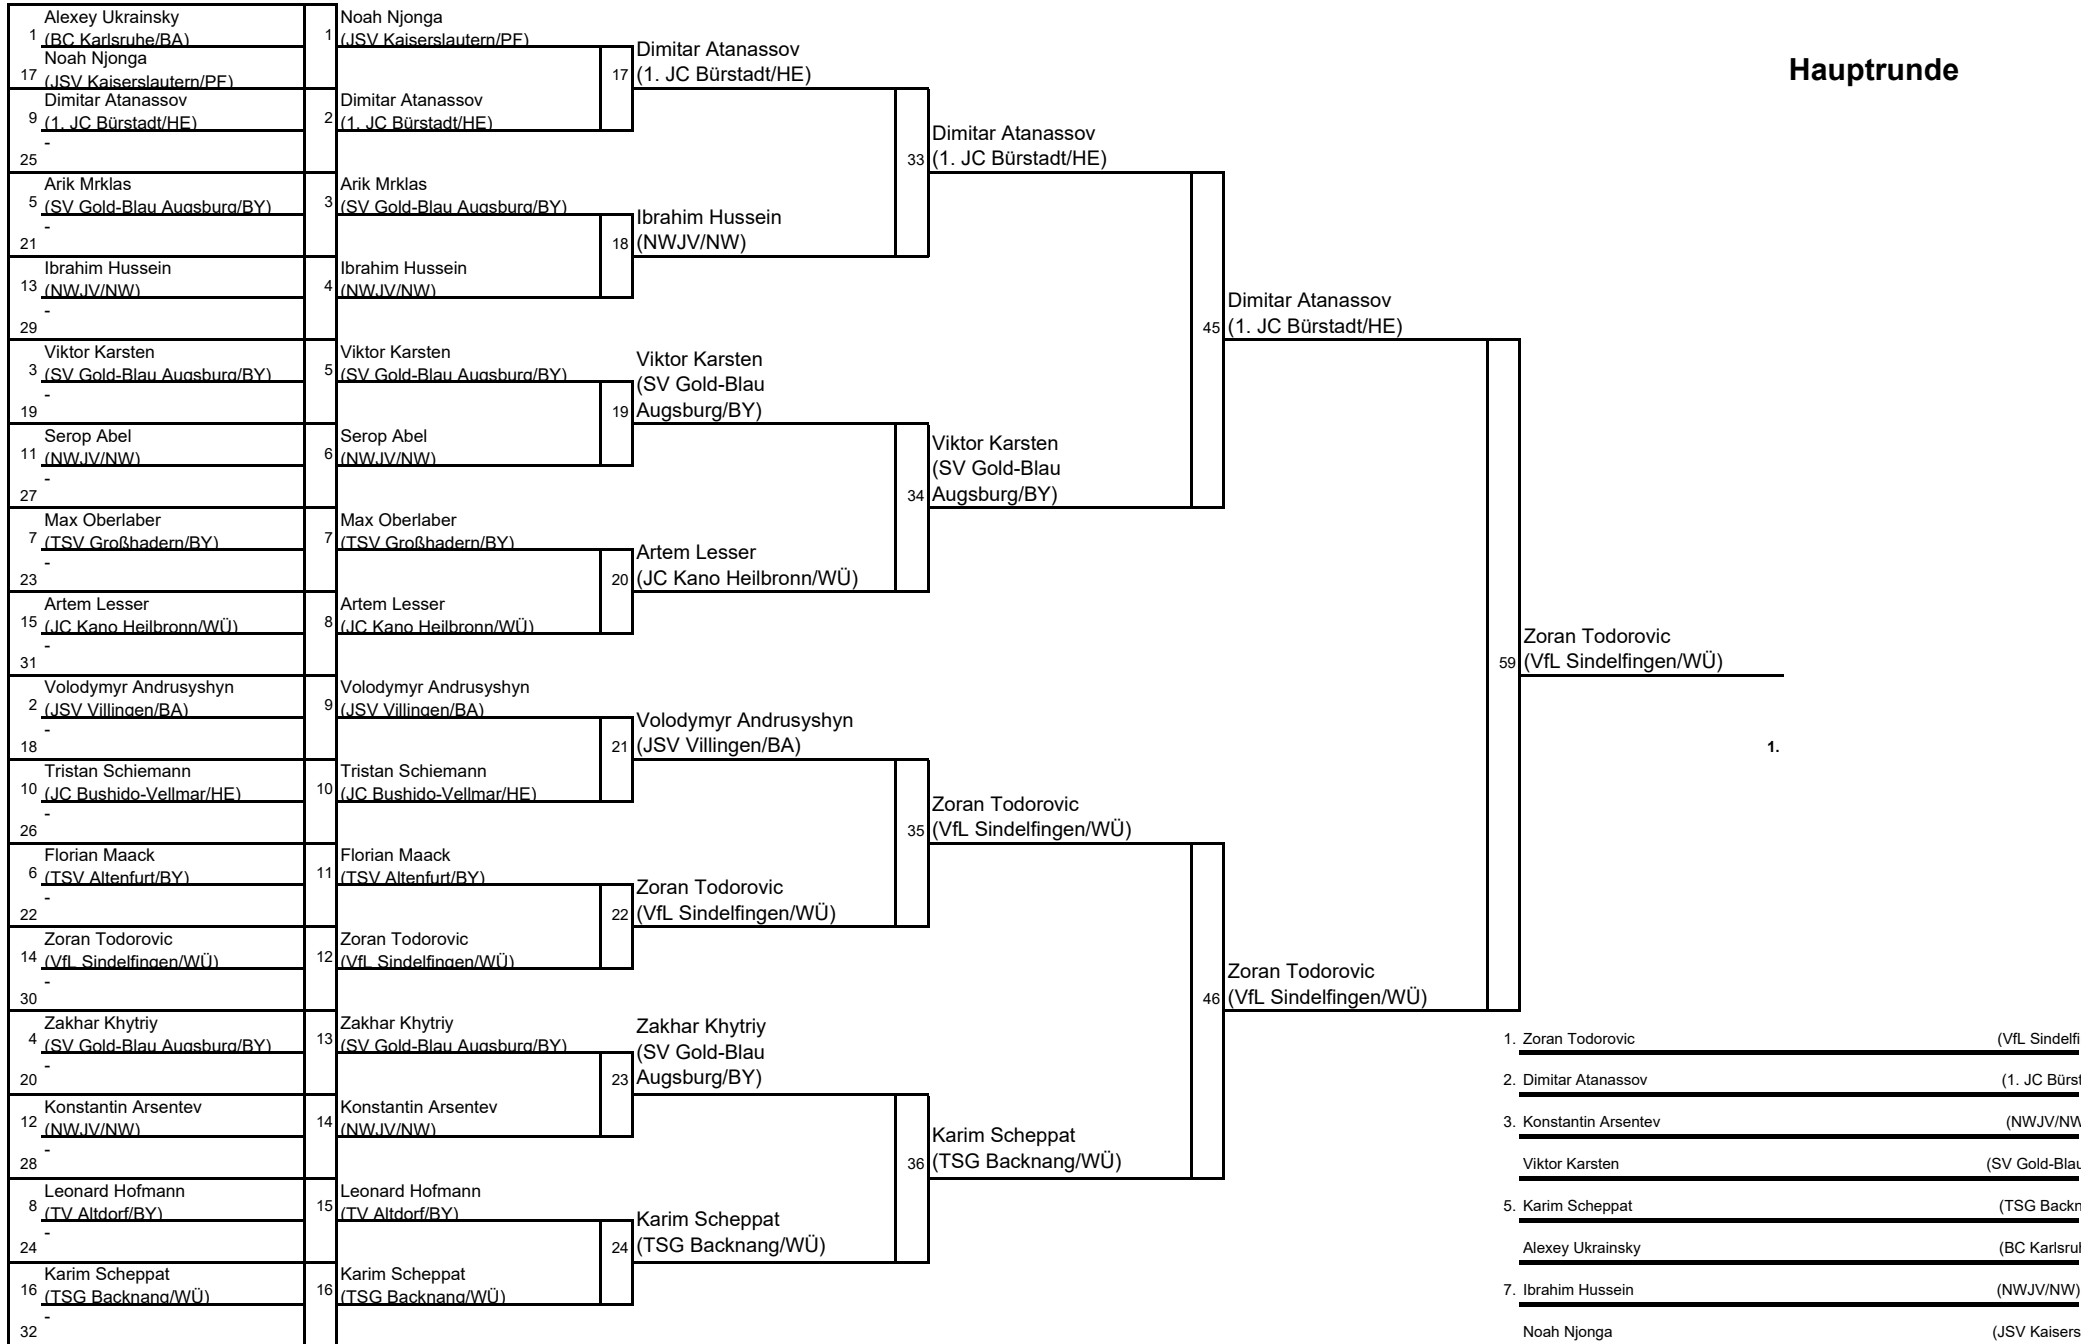 Hauptrunde
1
Alexey Ukrainsky
(BC Karlsruhe/BA)
17
Noah Njonga
(JSV Kaiserslautern/PF)
9
Dimitar Atanassov
(1. JC Bürstadt/HE)
25
-
5
Arik Mrklas
(SV Gold-Blau Augsburg/BY)
21
-
13
Ibrahim Hussein
(NWJV/NW)
29
-
3
Viktor Karsten
(SV Gold-Blau Augsburg/BY)
19
-
11
Serop Abel
(NWJV/NW)
27
-
7
Max Oberlaber
(TSV Großhadern/BY)
23
-
15
Artem Lesser
(JC Kano Heilbronn/WÜ)
31
-
2
Volodymyr Andrusyshyn
(JSV Villingen/BA)
18
-
10
Tristan Schiemann
(JC Bushido-Vellmar/HE)
26
-
6
Florian Maack
(TSV Altenfurt/BY)
22
-
14
Zoran Todorovic
(VfL Sindelfingen/WÜ)
30
-
4
Zakhar Khytriy
(SV Gold-Blau Augsburg/BY)
20
-
12
Konstantin Arsentev
(NWJV/NW)
28
-
8
Leonard Hofmann
(TV Altdorf/BY)
24
-
16
Karim Scheppat
(TSG Backnang/WÜ)
32
-
1
Noah Njonga
(JSV Kaiserslautern/PF)
2
Dimitar Atanassov
(1. JC Bürstadt/HE)
3
Arik Mrklas
(SV Gold-Blau Augsburg/BY)
4
Ibrahim Hussein
(NWJV/NW)
5
Viktor Karsten
(SV Gold-Blau Augsburg/BY)
6
Serop Abel
(NWJV/NW)
7
Max Oberlaber
(TSV Großhadern/BY)
8
Artem Lesser
(JC Kano Heilbronn/WÜ)
9
Volodymyr Andrusyshyn
(JSV Villingen/BA)
10
Tristan Schiemann
(JC Bushido-Vellmar/HE)
11
Florian Maack
(TSV Altenfurt/BY)
12
Zoran Todorovic
(VfL Sindelfingen/WÜ)
13
Zakhar Khytriy
(SV Gold-Blau Augsburg/BY)
14
Konstantin Arsentev
(NWJV/NW)
15
Leonard Hofmann
(TV Altdorf/BY)
16
Karim Scheppat
(TSG Backnang/WÜ)
17
Dimitar Atanassov
(1. JC Bürstadt/HE)
18
Ibrahim Hussein
(NWJV/NW)
19
Viktor Karsten
(SV Gold-Blau
Augsburg/BY)
20
Artem Lesser
(JC Kano Heilbronn/WÜ)
21
Volodymyr Andrusyshyn
(JSV Villingen/BA)
22
Zoran Todorovic
(VfL Sindelfingen/WÜ)
23
Zakhar Khytriy
(SV Gold-Blau
Augsburg/BY)
24
Karim Scheppat
(TSG Backnang/WÜ)
33
Dimitar Atanassov
(1. JC Bürstadt/HE)
34
Viktor Karsten
(SV Gold-Blau
Augsburg/BY)
35
Zoran Todorovic
(VfL Sindelfingen/WÜ)
36
Karim Scheppat
(TSG Backnang/WÜ)
45
Dimitar Atanassov
(1. JC Bürstadt/HE)
46
Zoran Todorovic
(VfL Sindelfingen/WÜ)
59
Zoran Todorovic
(VfL Sindelfingen/WÜ)
1.
1. Zoran Todorovic (VfL Sindelfi
2. Dimitar Atanassov (1. JC Bürst
3. Konstantin Arsentev (NWJV/NW
Viktor Karsten (SV Gold-Blau
5. Karim Scheppat (TSG Backn
Alexey Ukrainsky (BC Karlsruh
7. Ibrahim Hussein (NWJV/NW)
Noah Njonga (JSV Kaisers